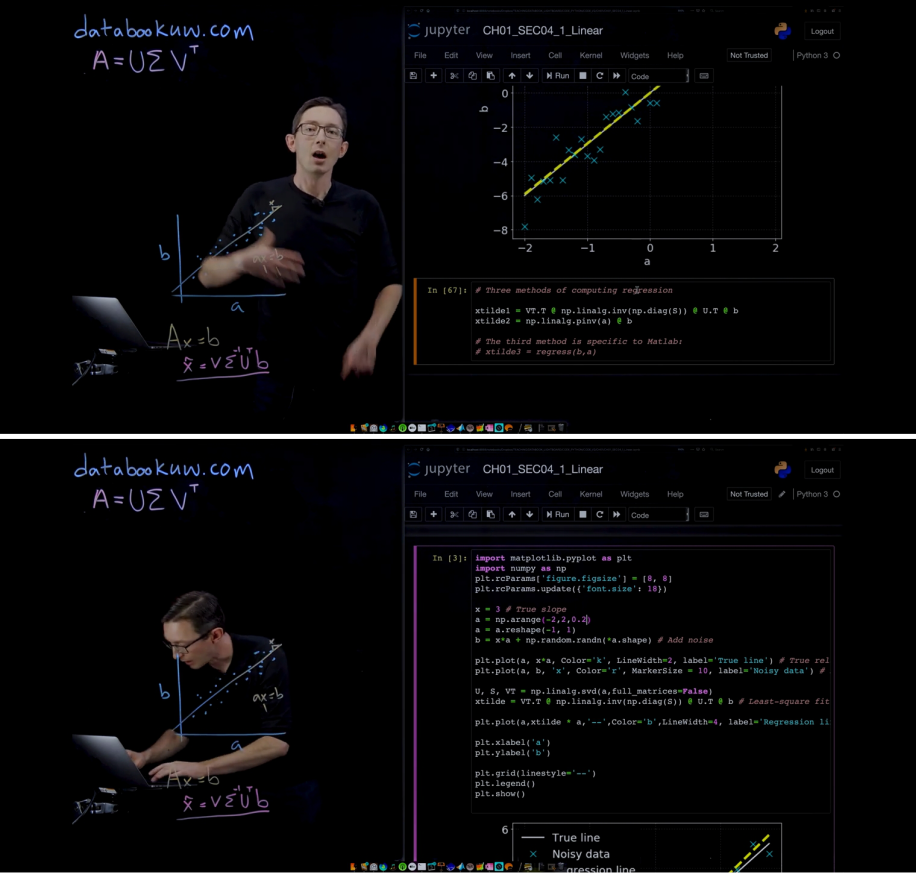 databookuw.com
A = UΣV^T
b
ax=b
a
Ax=b
x̃ = VΣ^-1U^Tb
jupyter CH01_SEC04_1_Linear
Logout
File Edit View Insert Cell Kernel Widgets Help
Not Trusted
Python 3
Run
Code
b
0
−2
−4
−6
−8
−2 −1 0 1 2
a
In [67]:
# Three methods of computing regression
xtilde1 = VT.T @ np.linalg.inv(np.diag(S)) @ U.T @ b
xtilde2 = np.linalg.pinv(a) @ b
# The third method is specific to Matlab:
# xtilde3 = regress(b,a)
databookuw.com
A = UΣV^T
b
ax=b
a
Ax=b
x̃ = VΣ^-1U^Tb
jupyter CH01_SEC04_1_Linear
Logout
File Edit View Insert Cell Kernel Widgets Help
Not Trusted
Python 3
Run
Code
In [3]:
import matplotlib.pyplot as plt
import numpy as np
plt.rcParams['figure.figsize'] = [8, 8]
plt.rcParams.update({'font.size': 18})
x = 3 # True slope
a = np.arange(-2,2,0.2)
a = a.reshape(-1, 1)
b = x*a + np.random.randn(*a.shape) # Add noise
plt.plot(a, x*a, Color='k', LineWidth=2, label='True line') # True rel
plt.plot(a, b, 'x', Color='r', MarkerSize = 10, label='Noisy data') #
U, S, VT = np.linalg.svd(a,full_matrices=False)
xtilde = VT.T @ np.linalg.inv(np.diag(S)) @ U.T @ b # Least-square fit
plt.plot(a,xtilde * a,'--',Color='b',LineWidth=4, label='Regression li
plt.xlabel('a')
plt.ylabel('b')
plt.grid(linestyle='--')
plt.legend()
plt.show()
6
True line
Noisy data
gression line